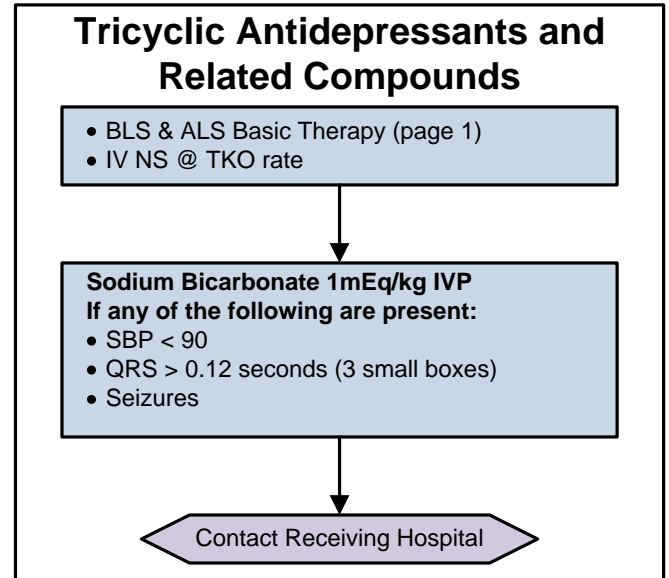 Tricyclic Antidepressants and
Related Compounds
• BLS & ALS Basic Therapy (page 1)
• IV NS @ TKO rate
Sodium Bicarbonate 1mEq/kg IVP
If any of the following are present:
• SBP < 90
• QRS > 0.12 seconds (3 small boxes)
• Seizures
Contact Receiving Hospital